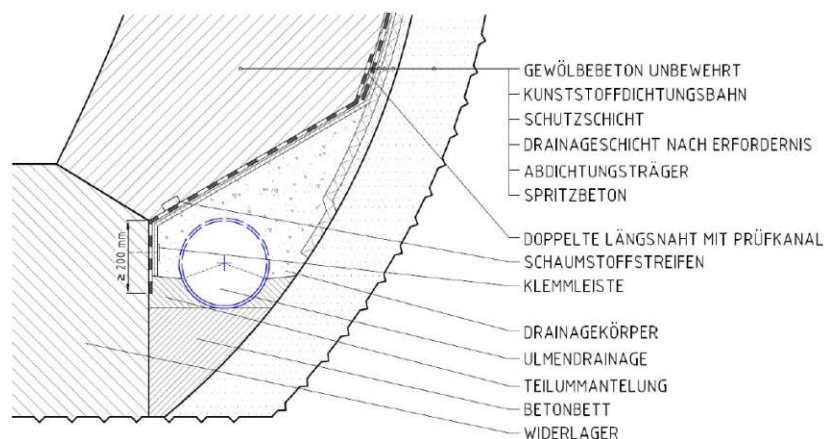 GEWÖLBEBETON UNBEWEHRT
KUNSTSTOFFDICHTUNGSBAHN
SCHUTZSCHICHT
DRAINAGESCHICHT NACH ERFORDERNIS
ABDICHTUNGSTRÄGER
SPRITZBETON
DOPPELTE LÄNGSNAHT MIT PRÜFKANAL
SCHAUMSTOFFSTREIFEN
KLEMMLEISTE
≥ 200 mm
DRAINAGEKÖRPER
ULMENDRAINAGE
TEILUMMANTELUNG
BETONBETT
WIDERLAGER